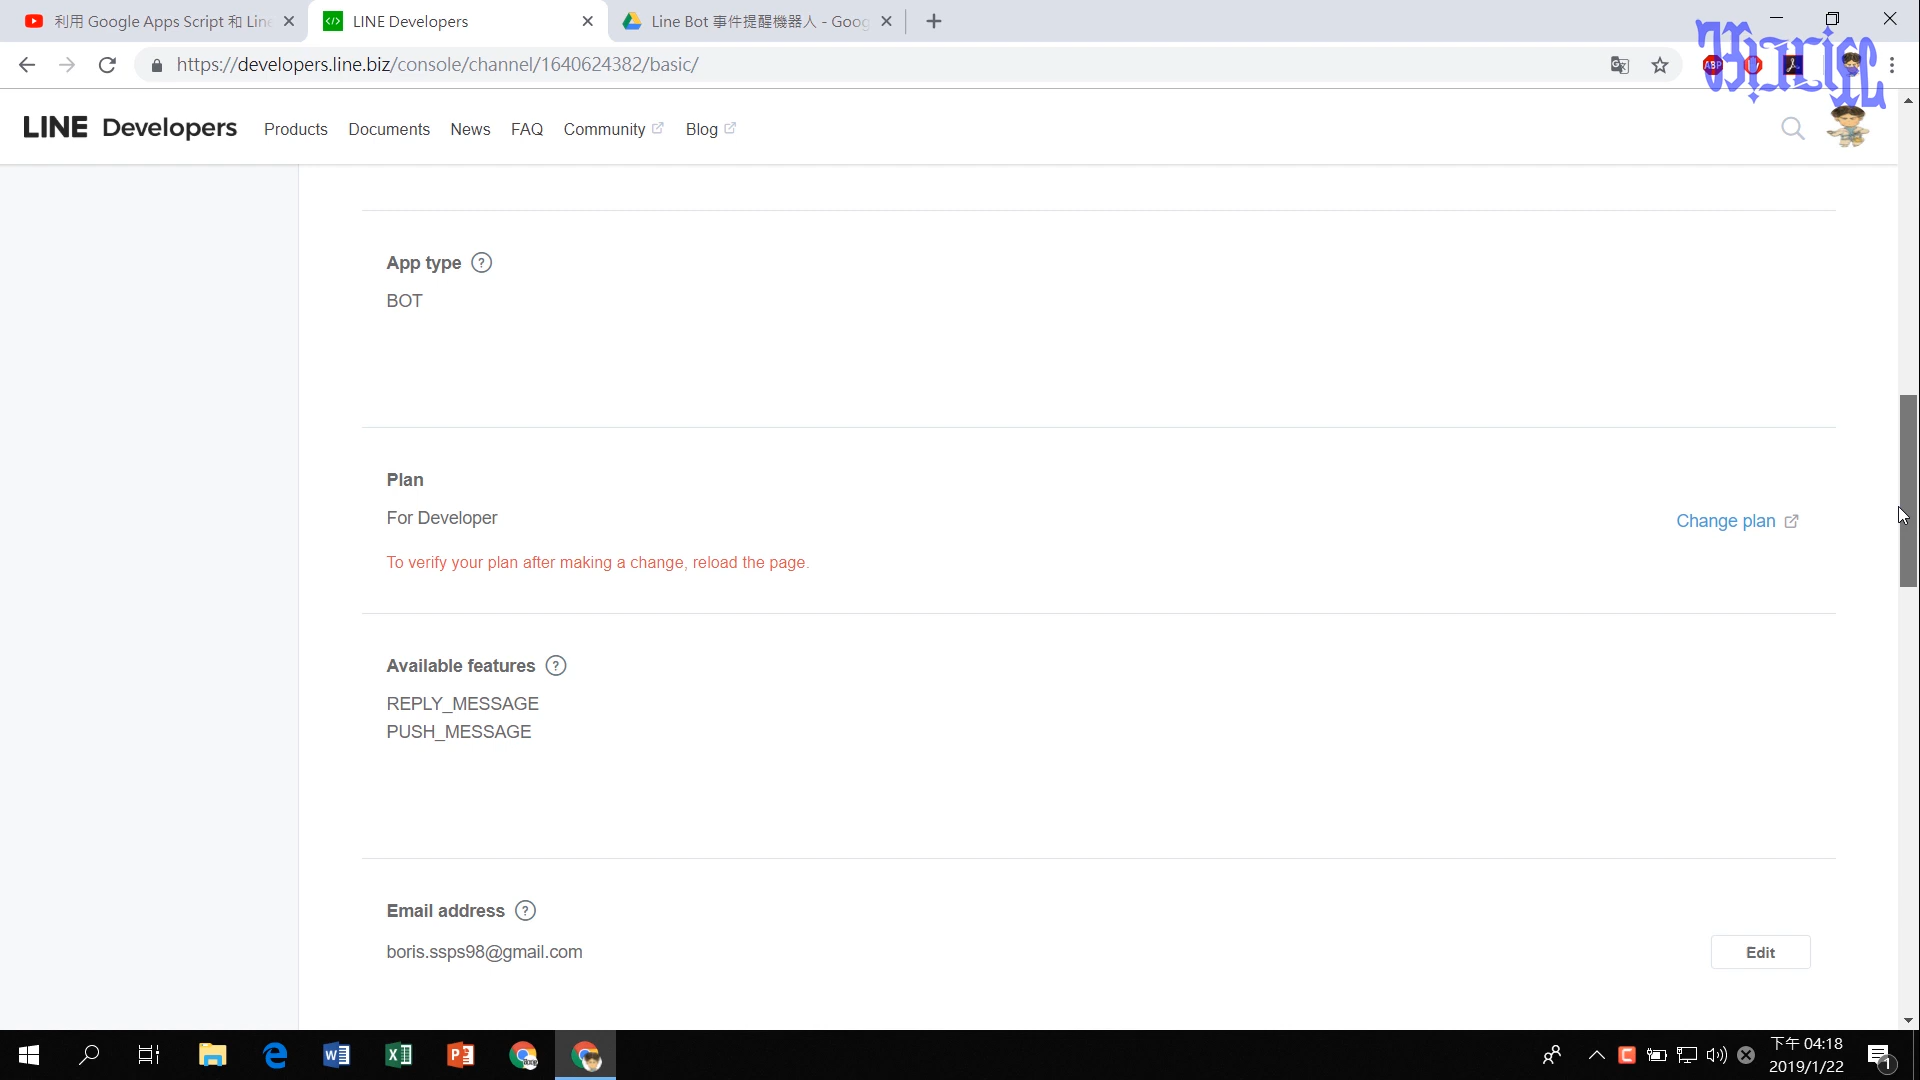 利用 Google Apps Script 和 Line
LINE Developers
Line Bot 事件提醒機器人 - Goog
https://developers.line.biz/console/channel/1640624382/basic/
LINE Developers
Products
Documents
News
FAQ
Community
Blog
App type
BOT
Plan
For Developer
Change plan
To verify your plan after making a change, reload the page.
Available features
REPLY_MESSAGE
PUSH_MESSAGE
Email address
boris.ssps98@gmail.com
Edit
下午 04:18
2019/1/22
1